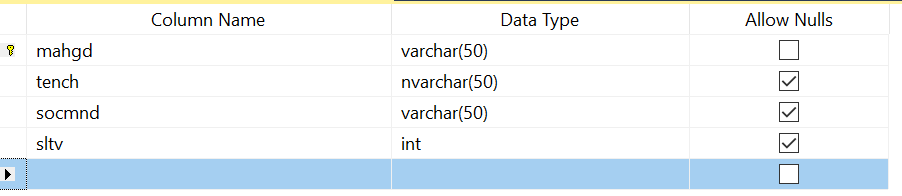 Column Name Data Type Allow Nulls
mahgd varchar(50)
tench nvarchar(50)
socmnd varchar(50)
sltv int